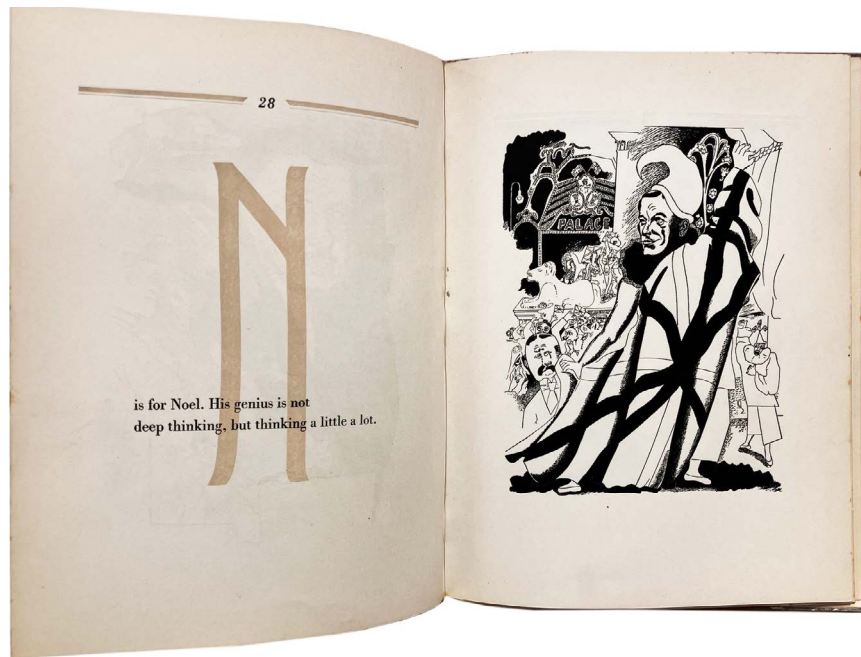 28
N
is for Noel. His genius is not
deep thinking, but thinking a little a lot.
PALACE